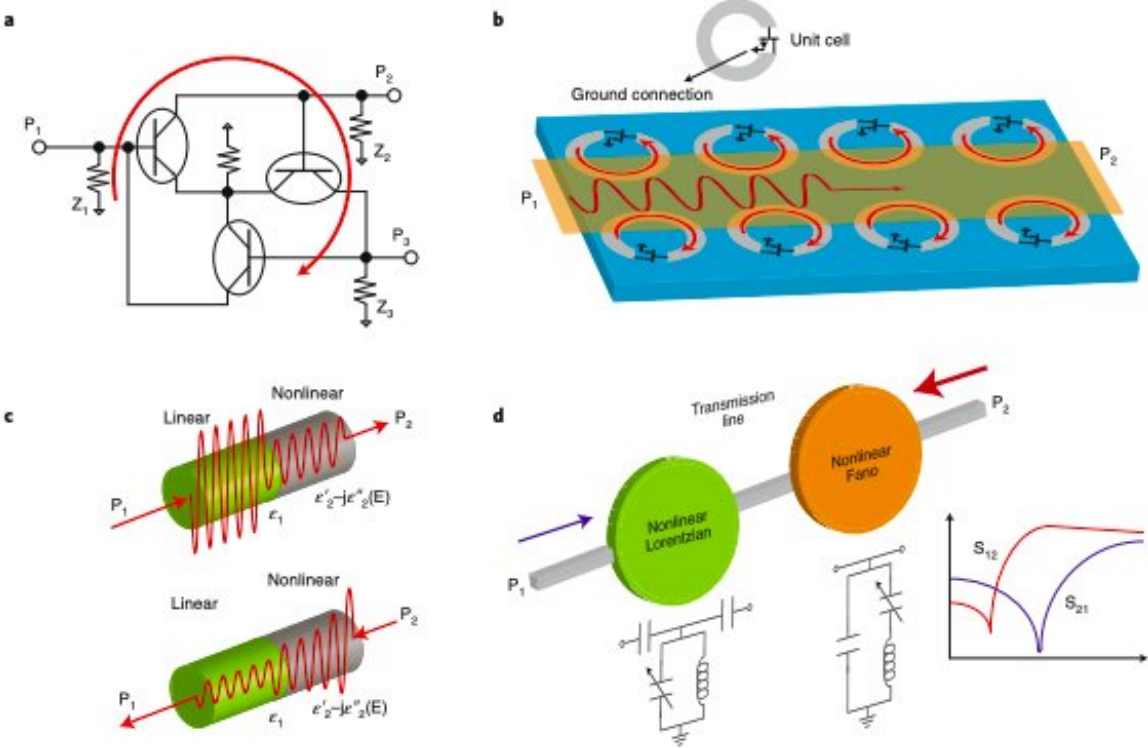 a
P1
P2
Z1
Z2
P3
Z3
b
Unit cell
Ground connection
P1
P2
c
Nonlinear
Linear
P2
P1
ε1
ε′2–jε″2(E)
Nonlinear
Linear
P2
P1
ε1
ε′2–jε″2(E)
d
Transmission
line
P2
Nonlinear
Fano
Nonlinear
Lorentzian
P1
S12
S21